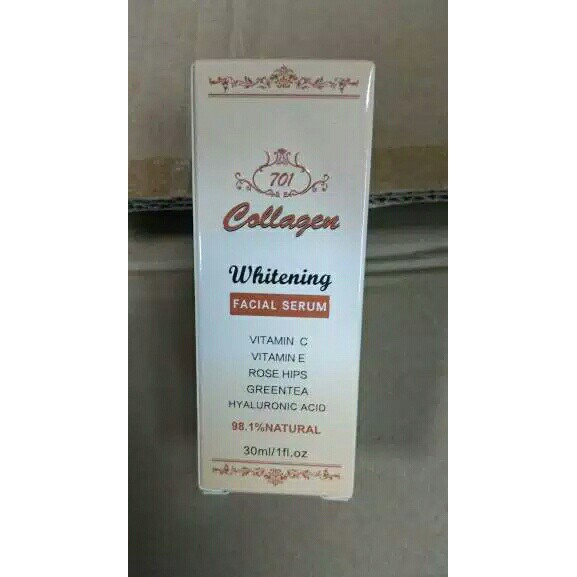 701
Collagen
Whitening
FACIAL SERUM
VITAMIN C
VITAMIN E
ROSE HIPS
GREENTEA
HYALURONIC ACID
98.1%NATURAL
30ml/1fl.oz